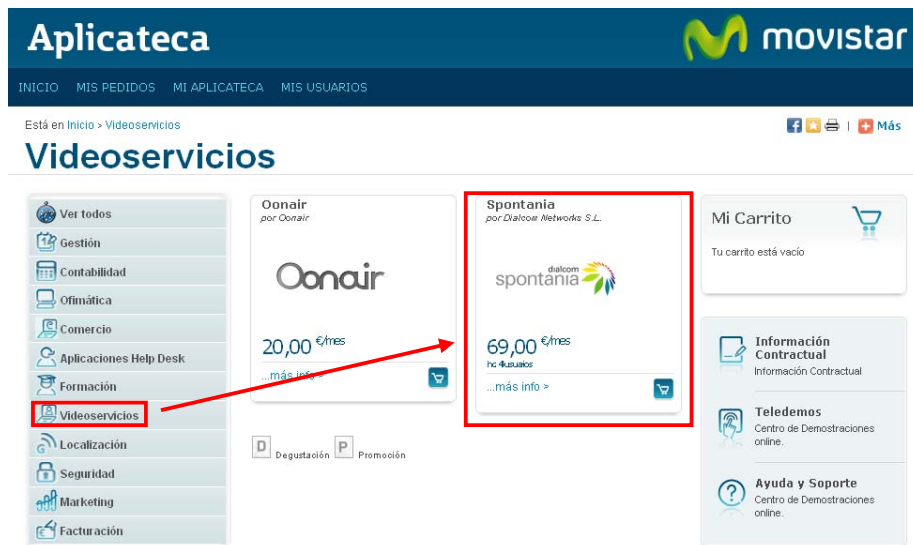 Aplicateca
movistar
INICIO MIS PEDIDOS MI APLICATECA MIS USUARIOS
Está en Inicio > Videoservicios
Más
Videoservicios
Ver todos
Gestión
Contabilidad
Ofimática
Comercio
Aplicaciones Help Desk
Formación
Videoservicios
Localización
Seguridad
Marketing
Facturación
Oonair
por Oonair
Oonair
20,00 €/mes
...más info >
Spontania
por Dialcom Networks S.L.
dialcom
spontania
69,00 €/mes
...más info >
D Degustación P Promoción
Mi Carrito
Tu carrito está vacío
Información
Contractual
Información Contractual
Teledemos
Centro de Demostraciones
online.
Ayuda y Soporte
Centro de Demostraciones
online.